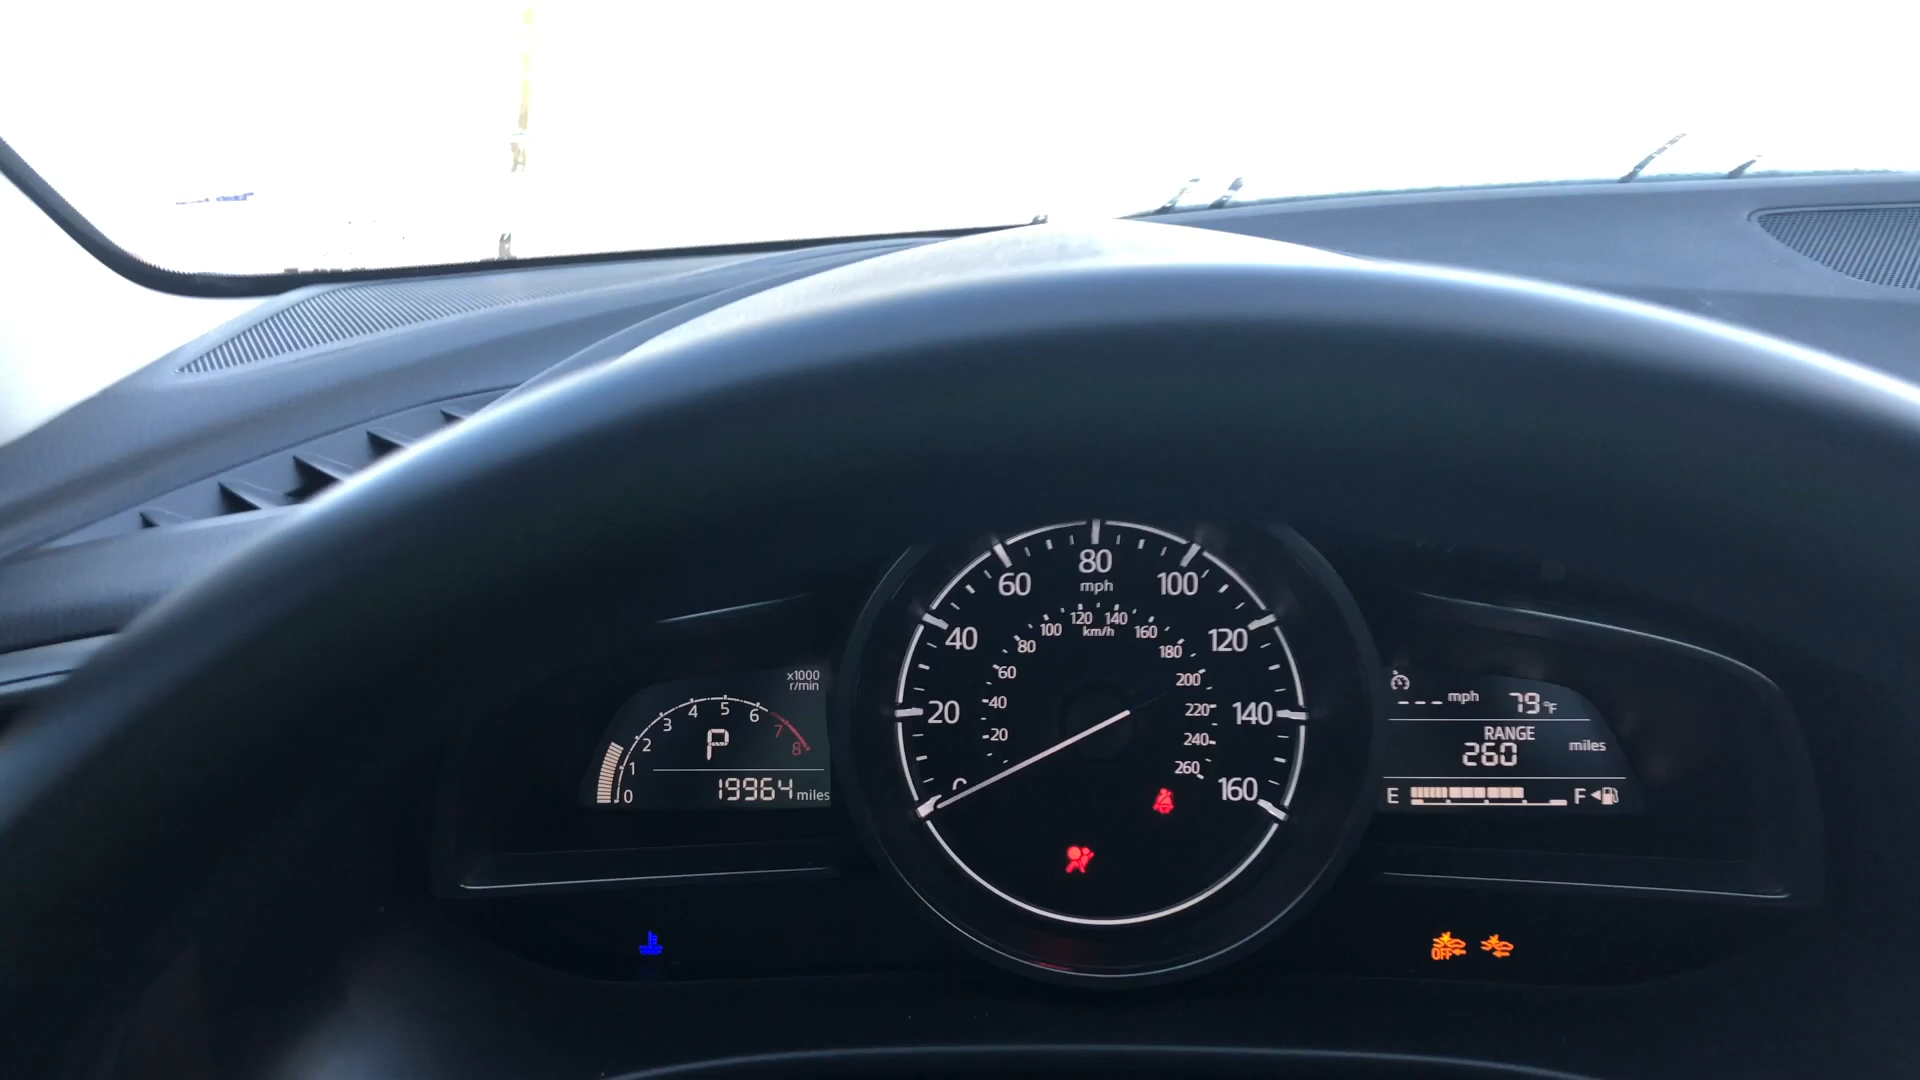 x1000
r/min
0 1 2 3 4 5 6 7 8
P
19964 miles
20 40 60 80 100 120 140 160
mph
20 40 60 80 100 120 140 160 180 200 220 240 260
km/h
--- mph 79°F
RANGE
260 miles
E F
OFF